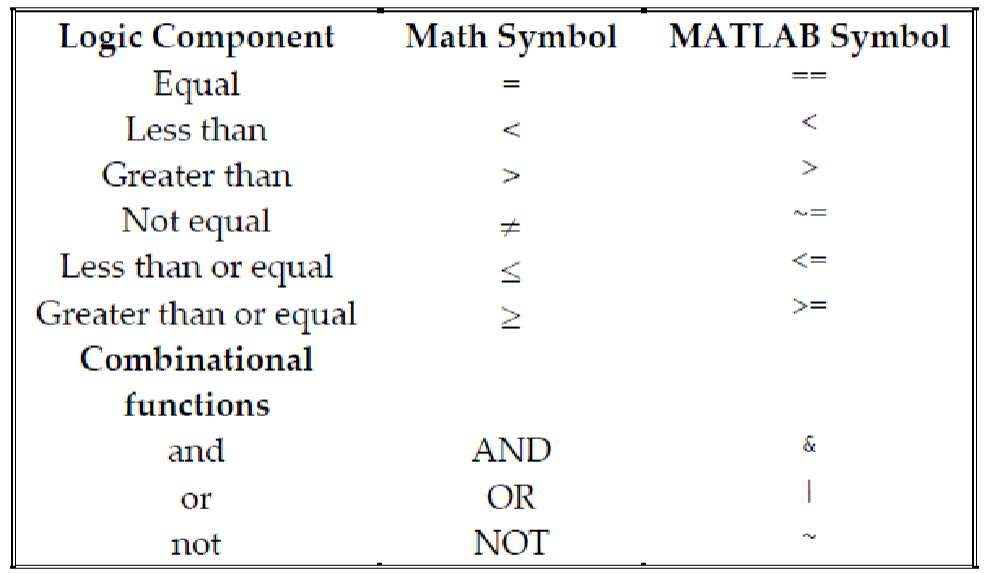 Logic Component Math Symbol MATLAB Symbol
Equal = ==
Less than < <
Greater than > >
Not equal ≠ ~=
Less than or equal ≤ <=
Greater than or equal ≥ >=
Combinational
functions
and AND &
or OR |
not NOT ~